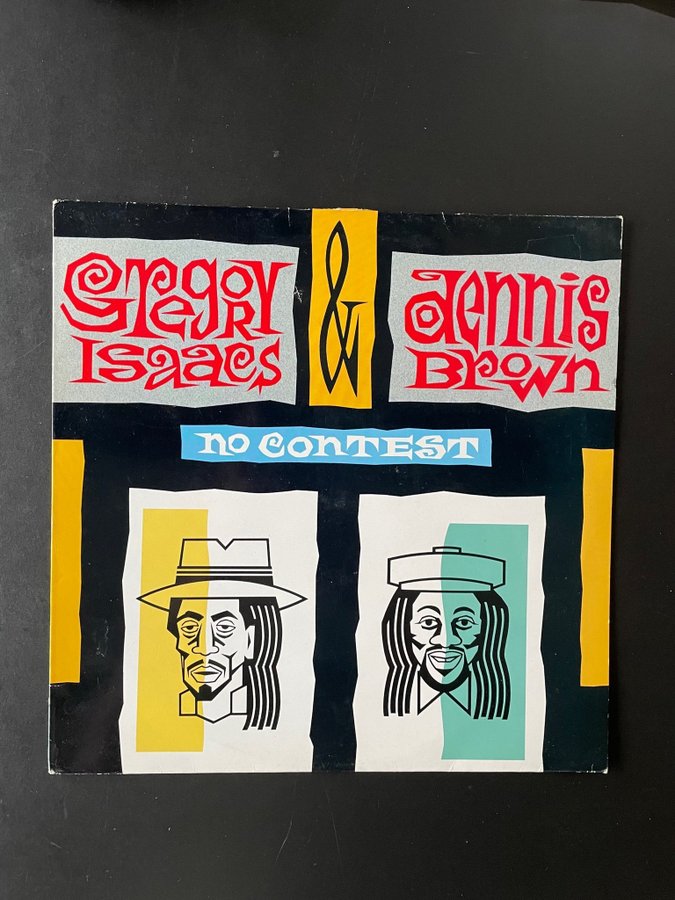 Gregory
Isaacs
&
dennis
Brown
no contest